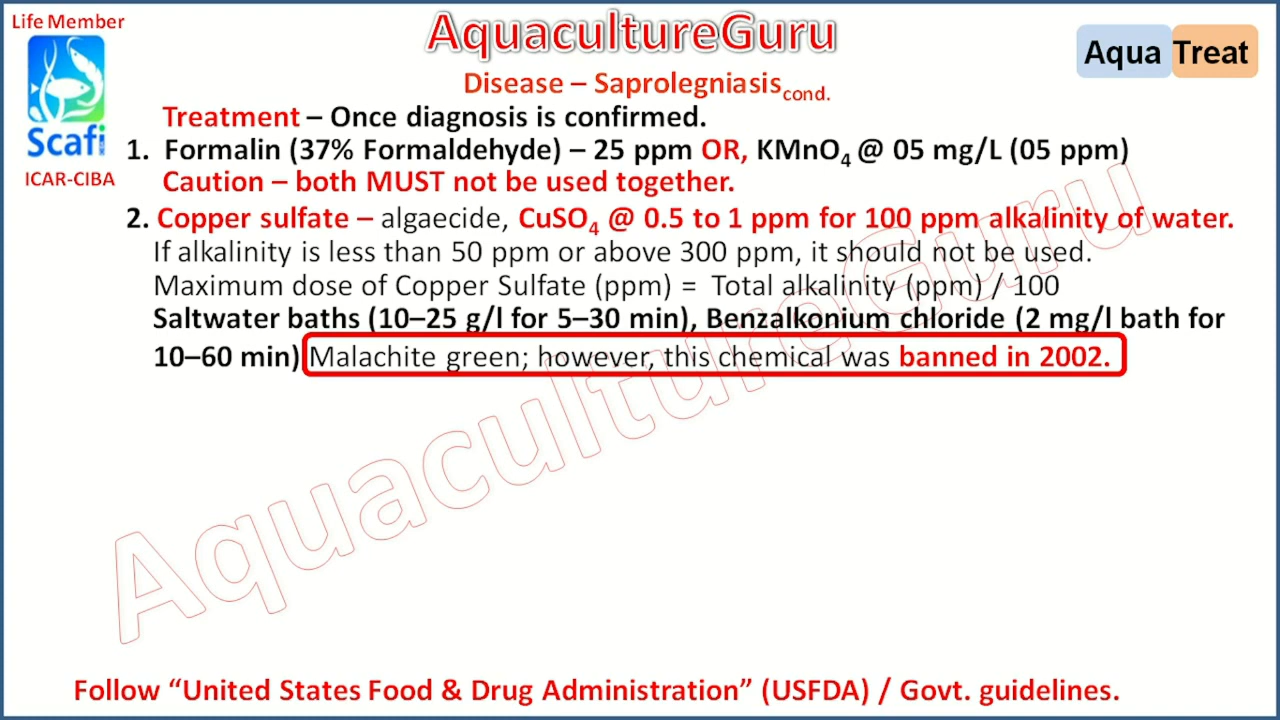 Life Member
AquacultureGuru
Aqua Treat
Disease – Saprolegniasis cond.
Scafi
ICAR-CIBA
Treatment – Once diagnosis is confirmed.
1. Formalin (37% Formaldehyde) – 25 ppm OR, KMnO4 @ 05 mg/L (05 ppm)
Caution – both MUST not be used together.
2. Copper sulfate – algaecide, CuSO4 @ 0.5 to 1 ppm for 100 ppm alkalinity of water.
If alkalinity is less than 50 ppm or above 300 ppm, it should not be used.
Maximum dose of Copper Sulfate (ppm) = Total alkalinity (ppm) / 100
Saltwater baths (10–25 g/l for 5–30 min), Benzalkonium chloride (2 mg/l bath for
10–60 min) Malachite green; however, this chemical was banned in 2002.
AquacultureGuru
Follow “United States Food & Drug Administration” (USFDA) / Govt. guidelines.